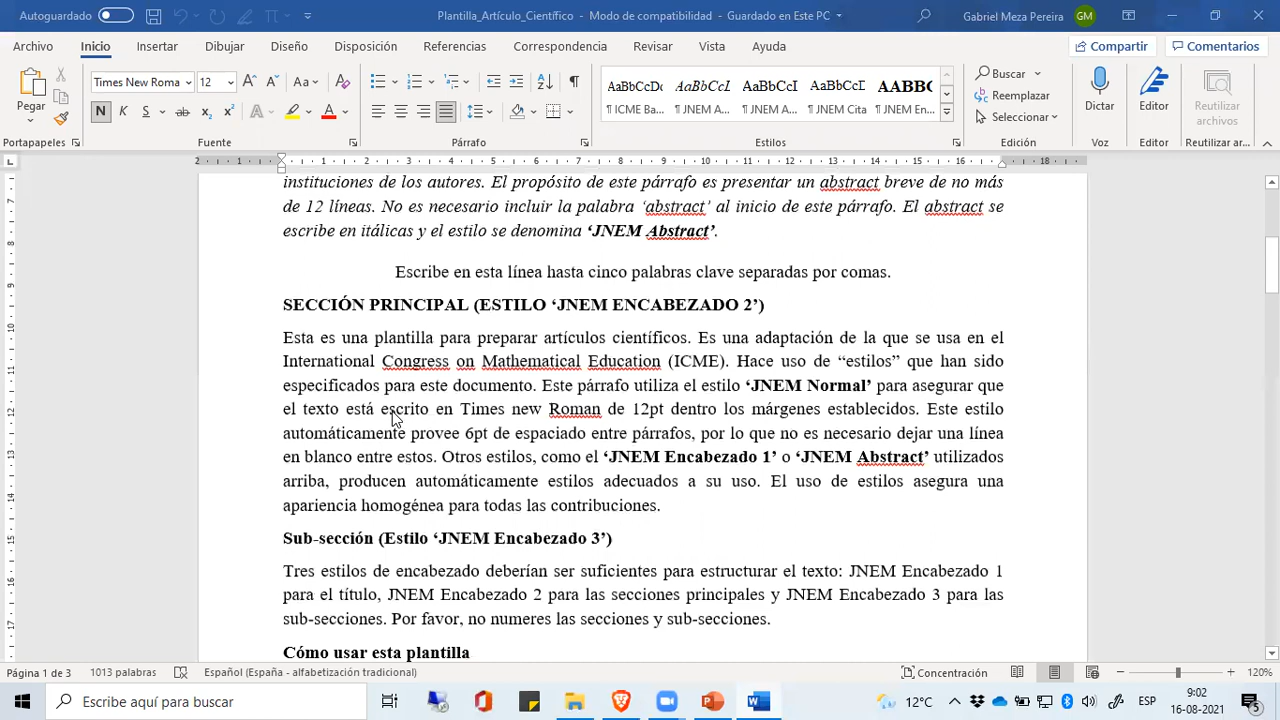 Autoguardado
Plantilla_Artículo_Científico - Modo de compatibilidad - Guardado en Este PC
Gabriel Meza Pereira GM
Archivo Inicio Insertar Dibujar Diseño Disposición Referencias Correspondencia Revisar Vista Ayuda Compartir Comentarios
Pegar
Times New Roma 12
AaBbCcDc AaBbCcI AaBbCcI AaBbCcI AABBC
¶ ICME Ba... ¶ JNEM A... ¶ JNEM A... ¶ JNEM Cita ¶ JNEM En...
Buscar
Reemplazar
Seleccionar
Dictar
Editor
Reutilizar archivos
Portapapeles Fuente Párrafo Estilos Edición Voz Editor Reutilizar ar...
instituciones de los autores. El propósito de este párrafo es presentar un abstract breve de no más
de 12 líneas. No es necesario incluir la palabra ‘abstract’ al inicio de este párrafo. El abstract se
escribe en itálicas y el estilo se denomina ‘JNEM Abstract’.
Escribe en esta línea hasta cinco palabras clave separadas por comas.
SECCIÓN PRINCIPAL (ESTILO ‘JNEM ENCABEZADO 2’)
Esta es una plantilla para preparar artículos científicos. Es una adaptación de la que se usa en el
International Congress on Mathematical Education (ICME). Hace uso de “estilos” que han sido
especificados para este documento. Este párrafo utiliza el estilo ‘JNEM Normal’ para asegurar que
el texto está escrito en Times new Roman de 12pt dentro los márgenes establecidos. Este estilo
automáticamente provee 6pt de espaciado entre párrafos, por lo que no es necesario dejar una línea
en blanco entre estos. Otros estilos, como el ‘JNEM Encabezado 1’ o ‘JNEM Abstract’ utilizados
arriba, producen automáticamente estilos adecuados a su uso. El uso de estilos asegura una
apariencia homogénea para todas las contribuciones.
Sub-sección (Estilo ‘JNEM Encabezado 3’)
Tres estilos de encabezado deberían ser suficientes para estructurar el texto: JNEM Encabezado 1
para el título, JNEM Encabezado 2 para las secciones principales y JNEM Encabezado 3 para las
sub-secciones. Por favor, no numeres las secciones y sub-secciones.
Cómo usar esta plantilla
Página 1 de 3 1013 palabras Español (España - alfabetización tradicional) Concentración 120%
Escribe aquí para buscar
12°C
ESP
9:02
16-08-2021
5